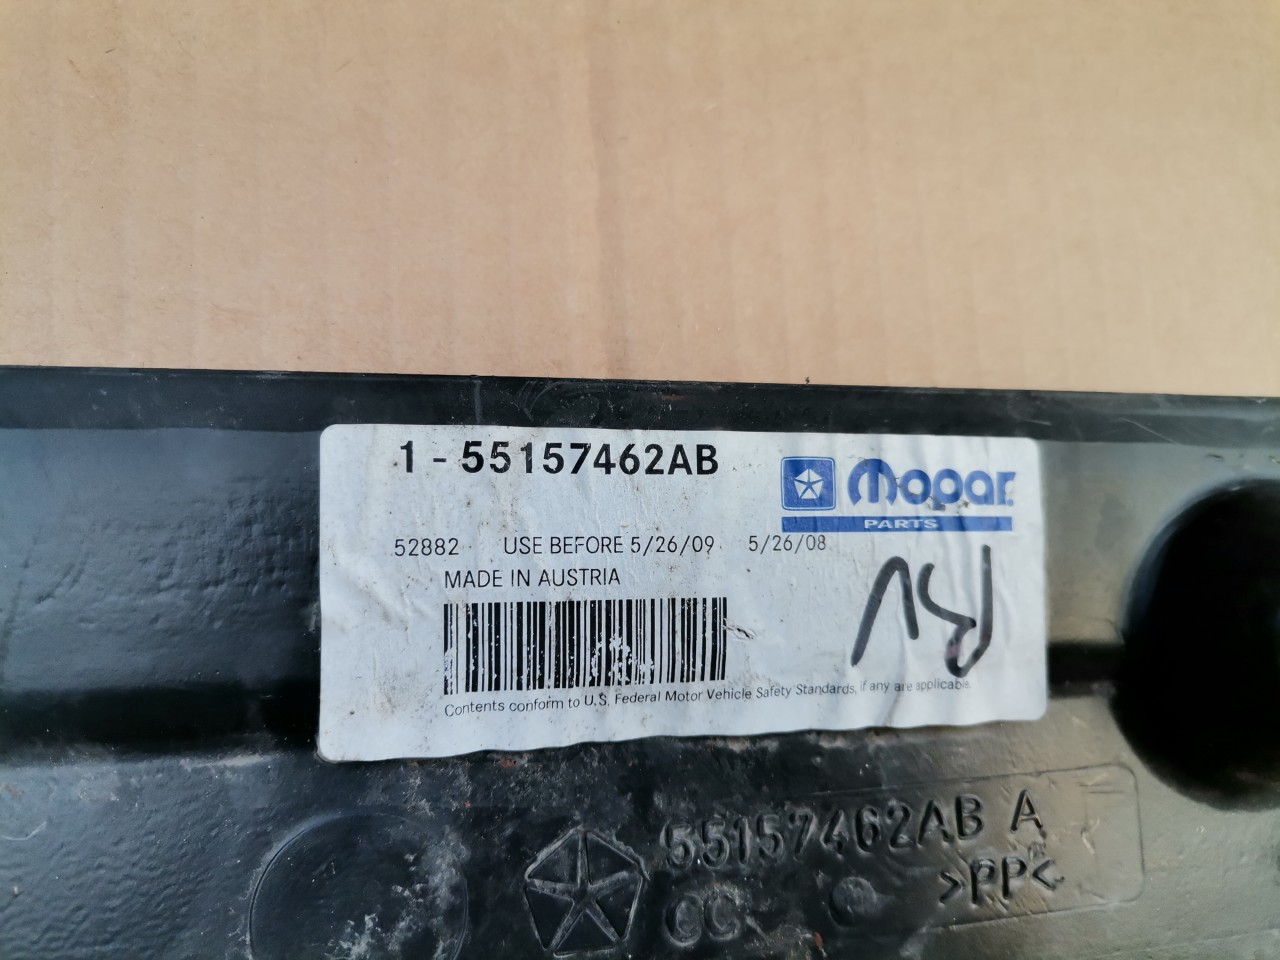 1 - 55157462AB
Mopar
PARTS
52882 USE BEFORE 5/26/09 5/26/08
MADE IN AUSTRIA
Contents conform to U.S. Federal Motor Vehicle Safety Standards, if any are applicable.
55157462AB A
>PP<
CC